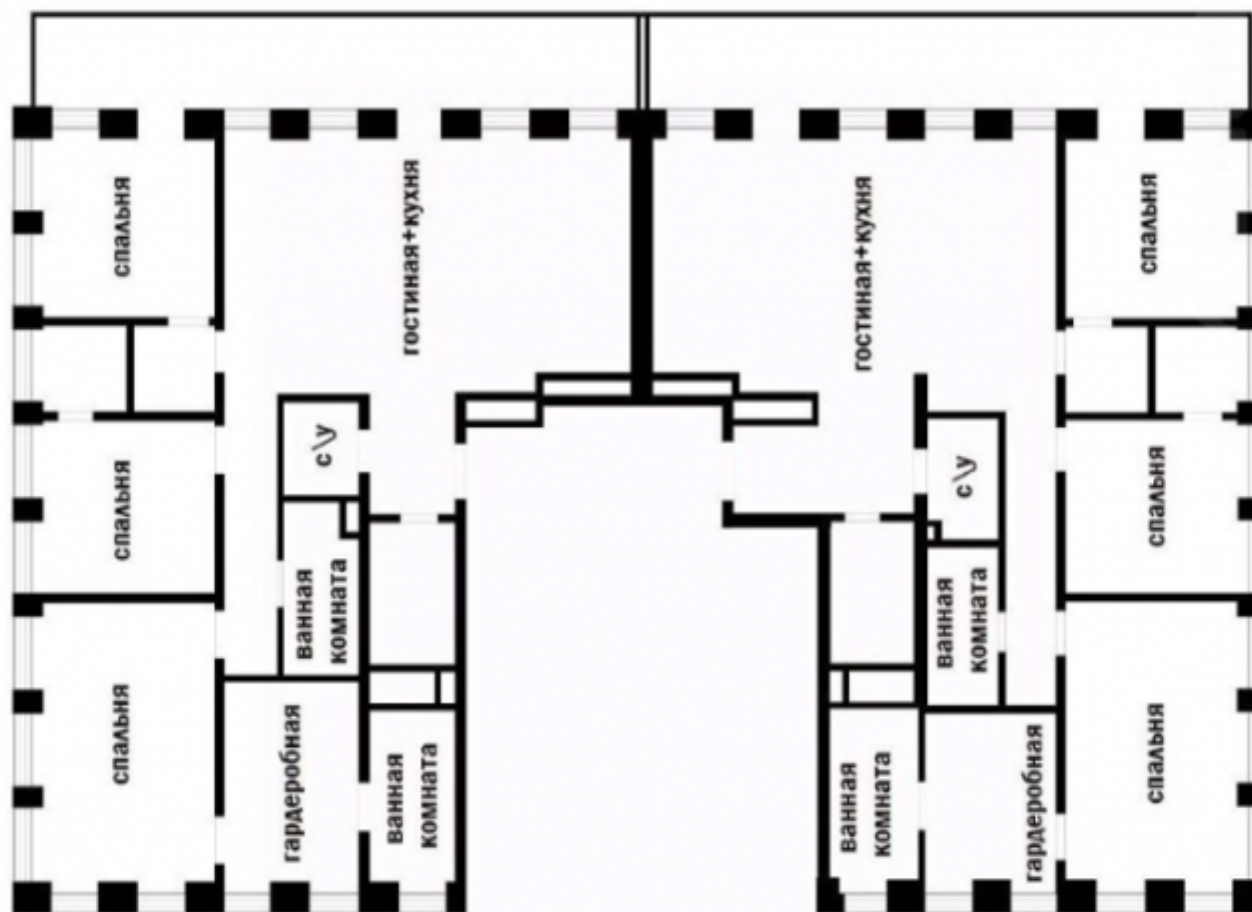 спальня
гостиная+кухня
гостиная+кухня
спальня
с\у
с\у
спальня
спальня
ванная
комната
ванная
комната
спальня
гардеробная
ванная
комната
ванная
комната
гардеробная
спальня